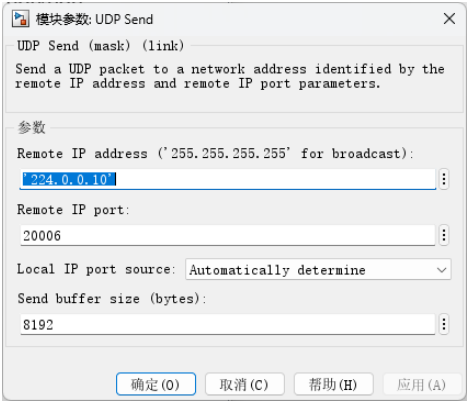 模块参数: UDP Send
UDP Send (mask) (link)
Send a UDP packet to a network address identified by the
remote IP address and remote IP port parameters.
参数
Remote IP address ('255.255.255.255' for broadcast):
'224.0.0.10'
Remote IP port:
20006
Local IP port source: Automatically determine
Send buffer size (bytes):
8192
确定(O) 取消(C) 帮助(H) 应用(A)